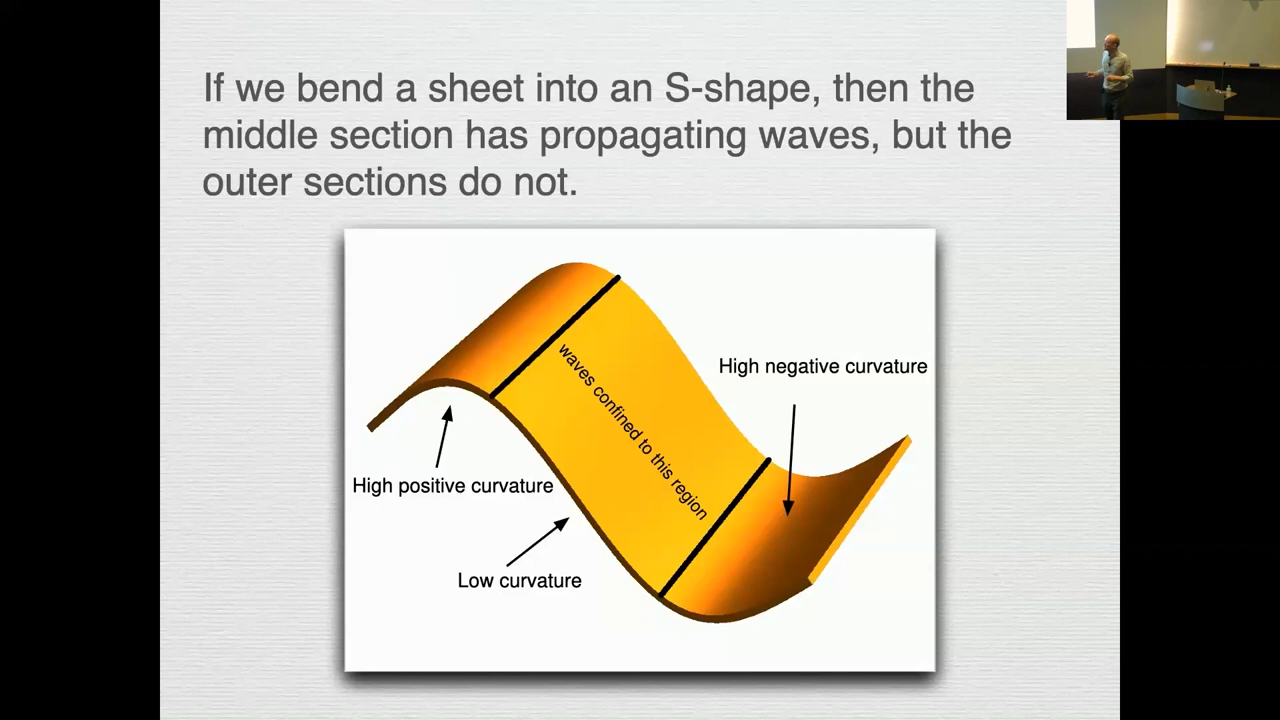 If we bend a sheet into an S-shape, then the
middle section has propagating waves, but the
outer sections do not.
High negative curvature
waves confined to this region
High positive curvature
Low curvature